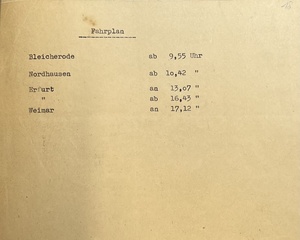 Fahrplan
Bleicherode ab 9,55 Uhr
Nordhausen ab 10,42 "
Erfurt an 13,07 "
" ab 16,43 "
Weimar an 17,12 "